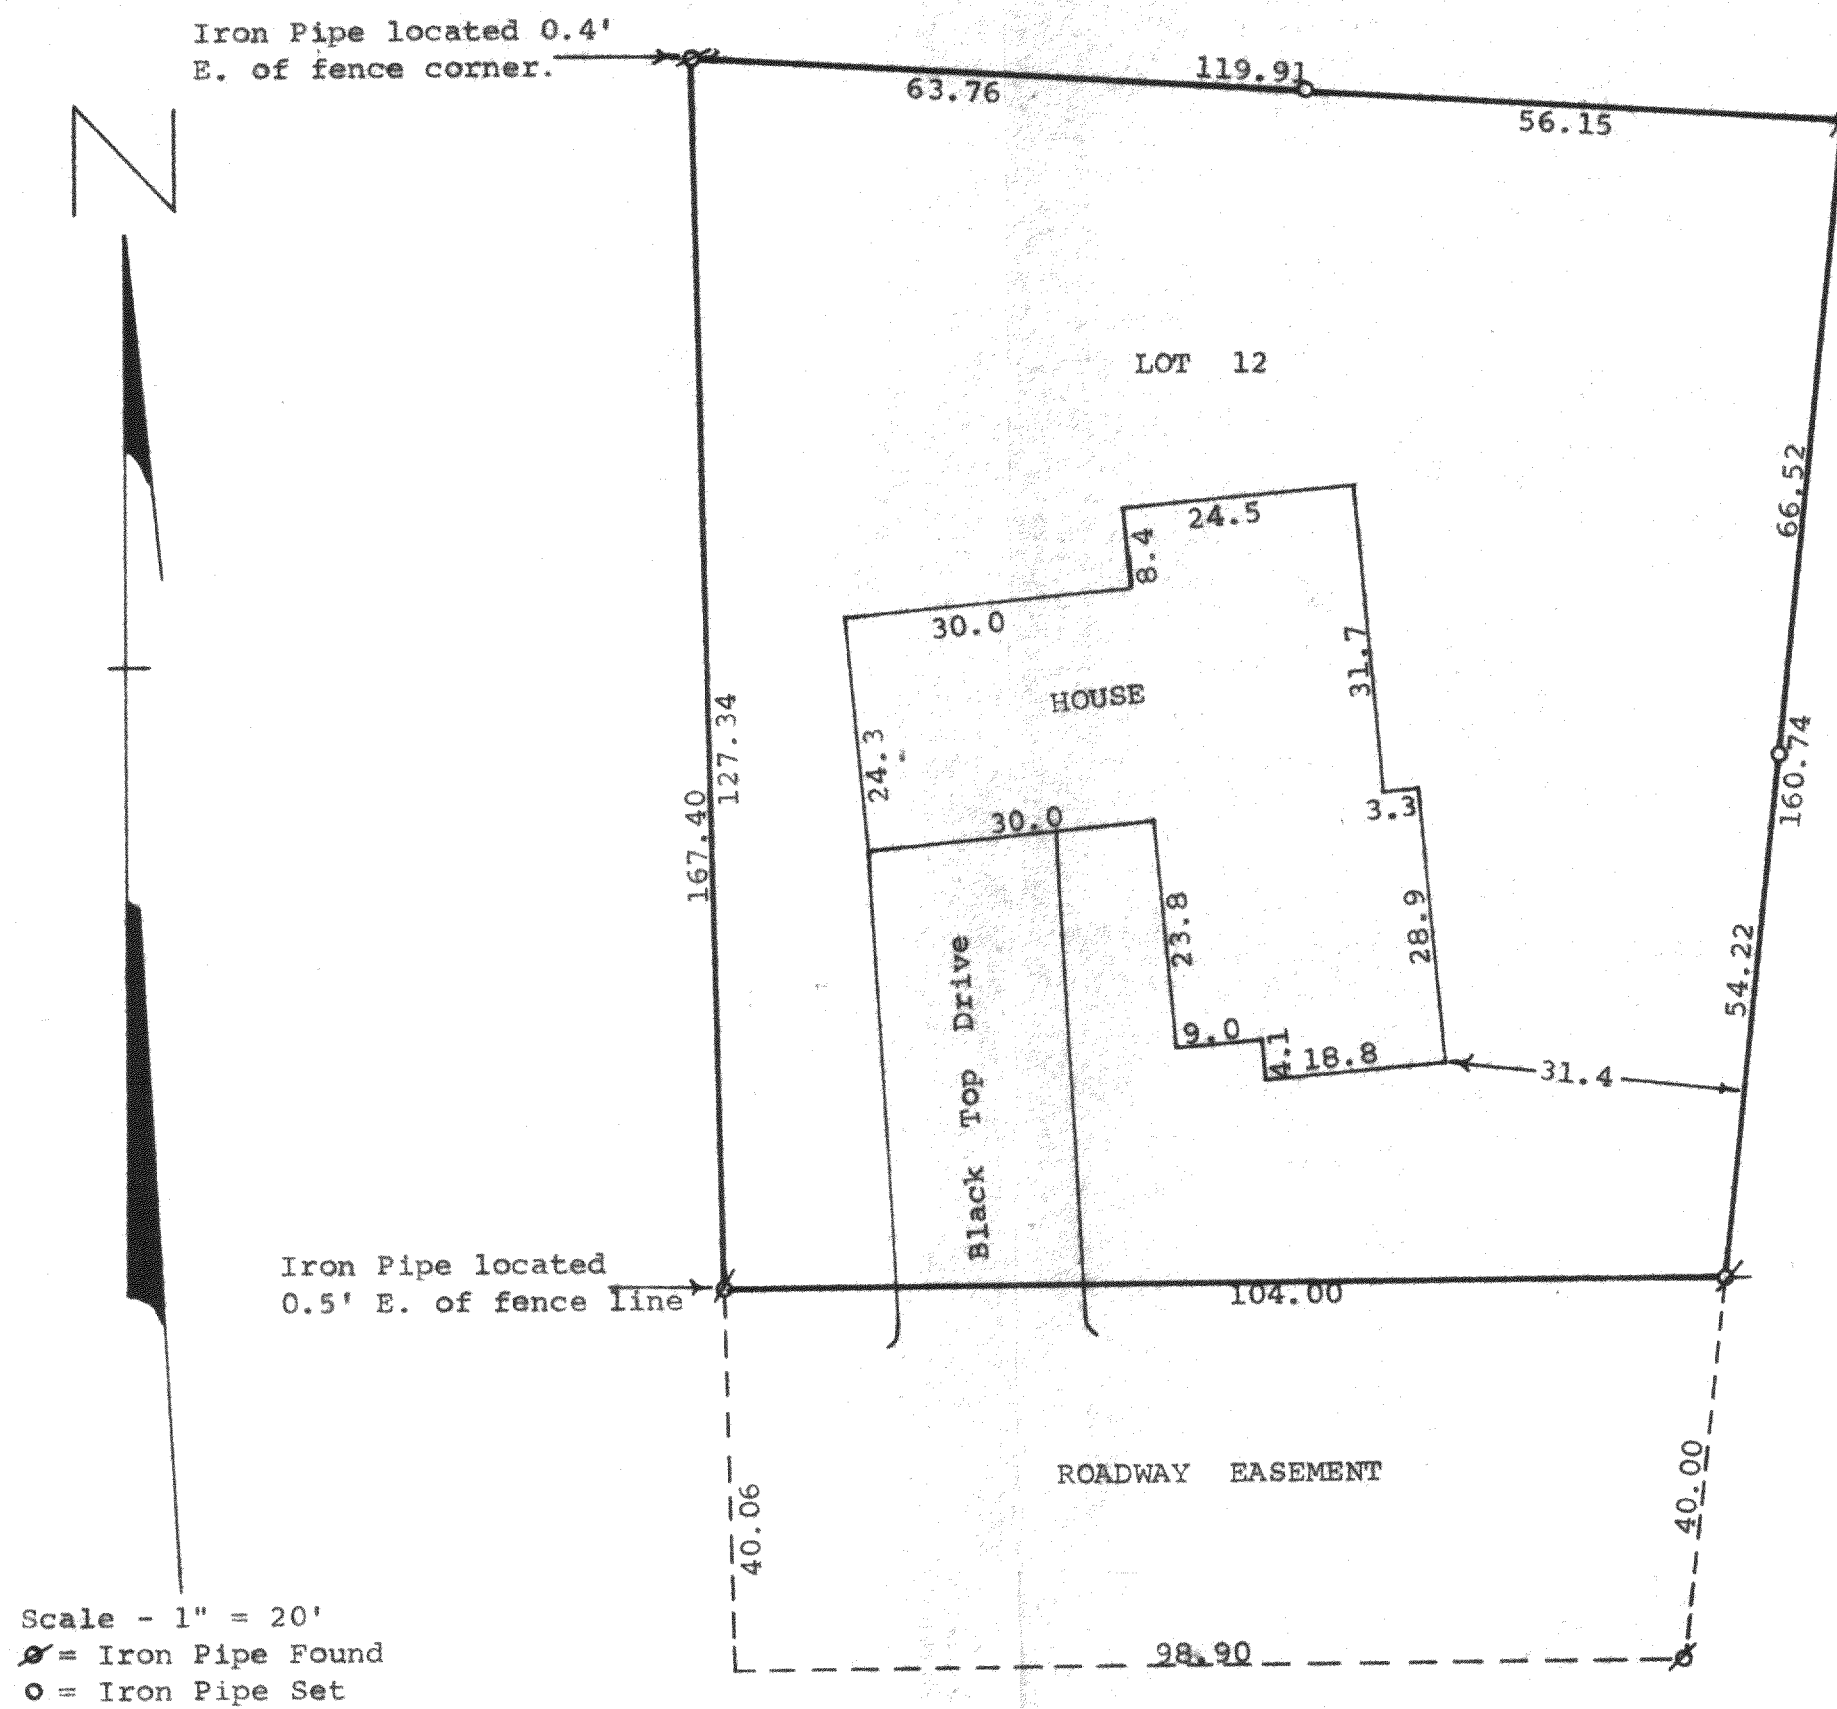 Iron Pipe located 0.4'
E. of fence corner.
119.91
63.76
56.15
N
LOT 12
66.52
24.5
8.4
30.0
31.7
HOUSE
127.34
24.3
160.74
167.40
3.3
30.0
23.8
28.9
54.22
Black Top Drive
9.0
4.1
18.8
31.4
Iron Pipe located
0.5' E. of fence line
104.00
ROADWAY EASEMENT
40.06
40.00
98.90
Scale - 1" = 20'
= Iron Pipe Found
= Iron Pipe Set